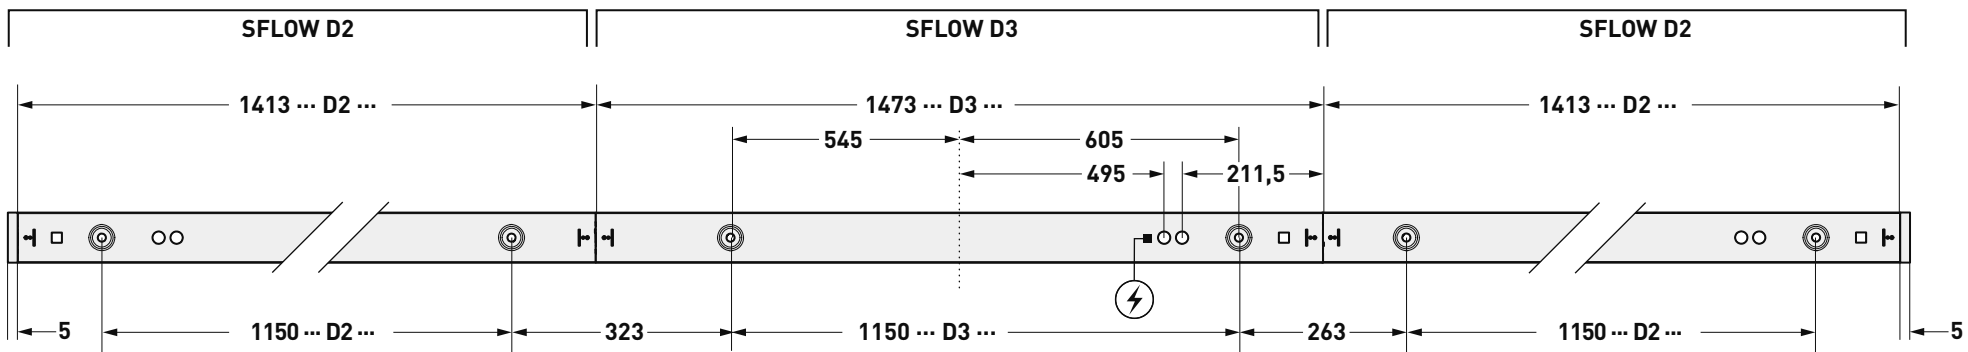 SFLOW D2 SFLOW D3 SFLOW D2
1413 ··· D2 ··· 1473 ··· D3 ··· 1413 ··· D2 ···
545 605
495 211,5
5 1150 ··· D2 ··· 323 1150 ··· D3 ··· 263 1150 ··· D2 ··· 5